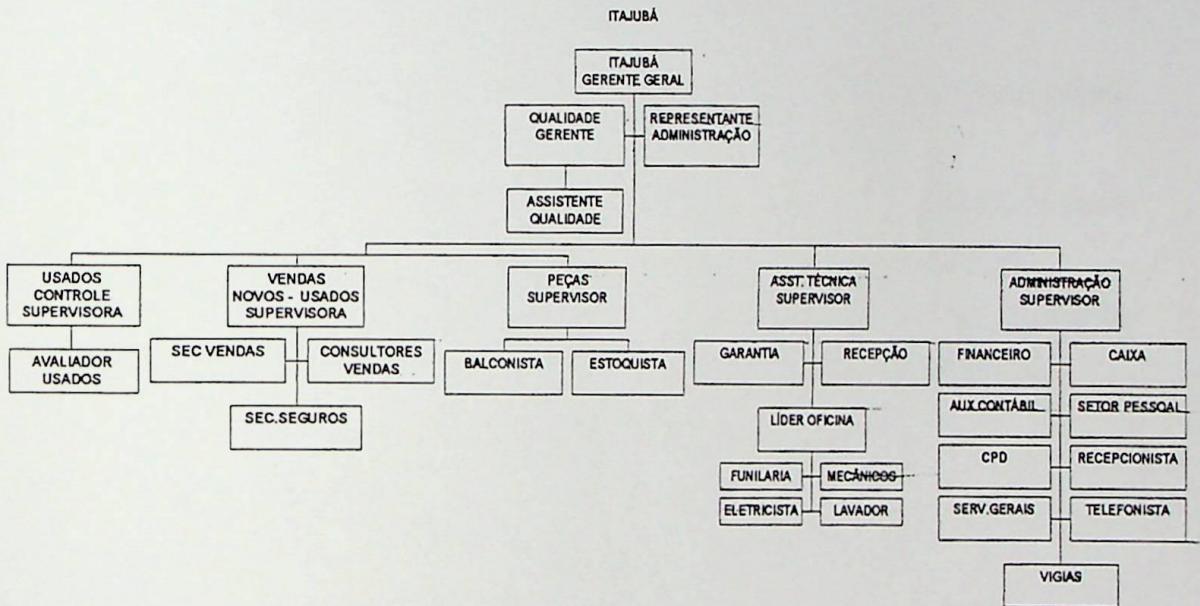 ITAJUBÁ
ITAJUBÁ
GERENTE GERAL
QUALIDADE
GERENTE
REPRESENTANTE
ADMINISTRAÇÃO
ASSISTENTE
QUALIDADE
USADOS
CONTROLE
SUPERVISORA
VENDAS
NOVOS - USADOS
SUPERVISORA
PEÇAS
SUPERVISOR
ASST. TÉCNICA
SUPERVISOR
ADMINISTRAÇÃO
SUPERVISOR
AVALIADOR
USADOS
SEC VENDAS
CONSULTORES
VENDAS
SEC.SEGUROS
BALCONISTA
ESTOQUISTA
GARANTIA
RECEPÇÃO
LÍDER OFICINA
FUNILARIA
MECÂNICOS
ELETRICISTA
LAVADOR
FINANCEIRO
CAIXA
AUX.CONTÁBIL
SETOR PESSOAL
CPD
RECEPCIONISTA
SERV.GERAIS
TELEFONISTA
VIGIAS